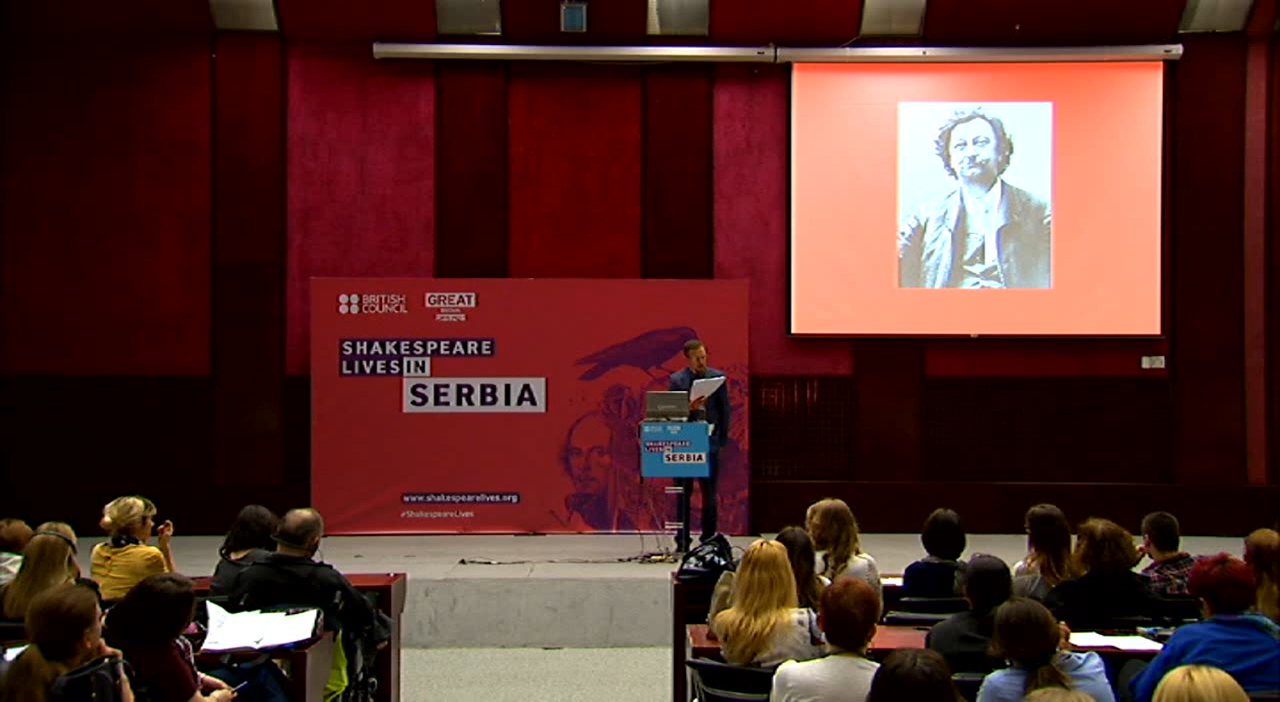 BRITISH
COUNCIL
GREAT
SHAKESPEARE
LIVES IN
SERBIA
www.shakespearelives.org
#ShakespeareLives
SHAKESPEARE
LIVES IN
SERBIA